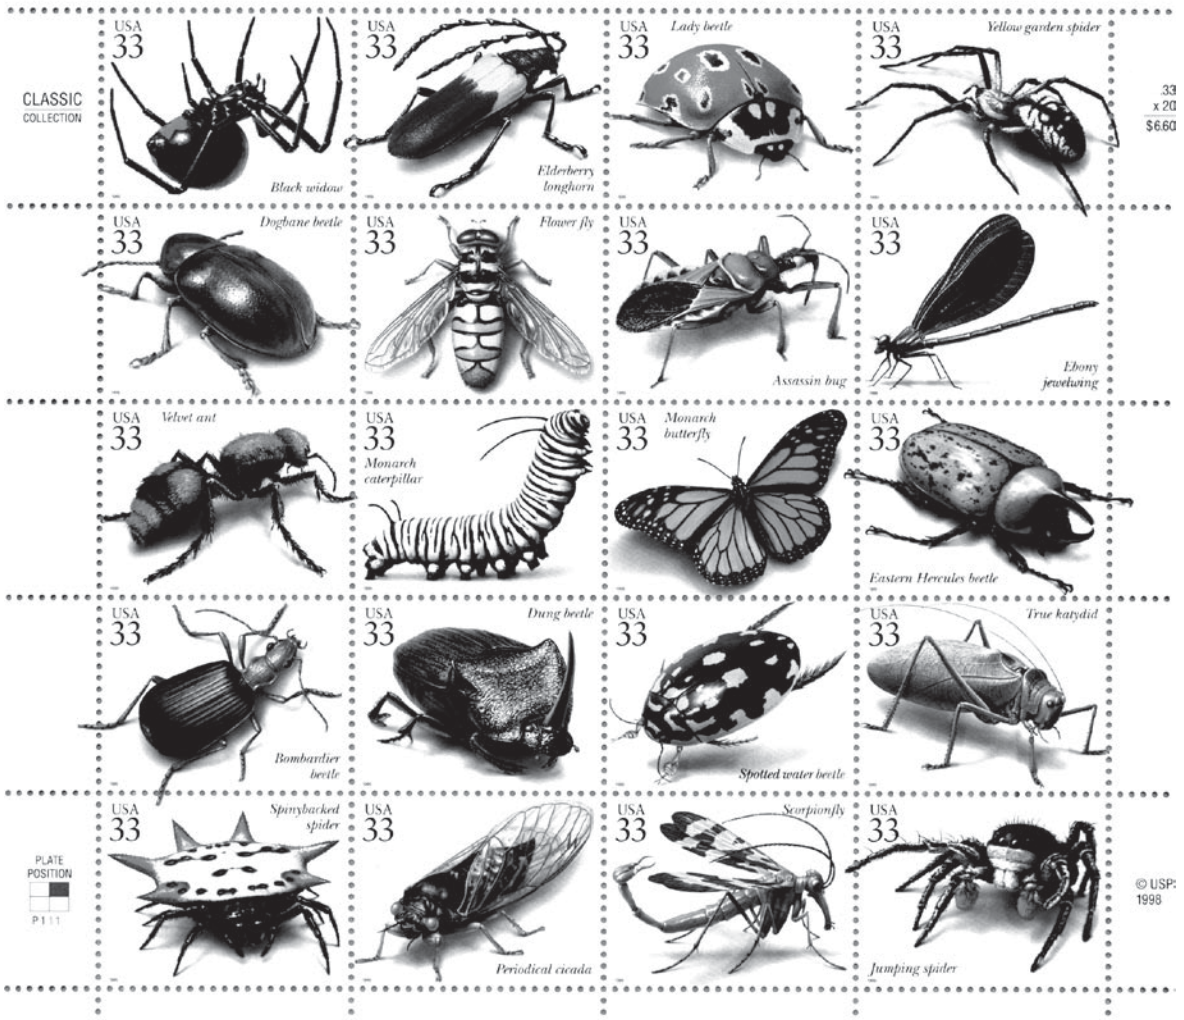 CLASSIC
COLLECTION
USA
33
Black widow
USA
33
Elderberry
longhorn
USA
33
Lady beetle
USA
33
Yellow garden spider
.33
x 20
$6.60
USA
33
Dogbane beetle
USA
33
Flower fly
USA
33
Assassin bug
USA
33
Ebony
jewelwing
USA
33
Velvet ant
USA
33
Monarch
caterpillar
USA
33
Monarch
butterfly
USA
33
Eastern Hercules beetle
USA
33
Bombardier
beetle
USA
33
Dung beetle
USA
33
Spotted water beetle
USA
33
True katydid
USA
33
Spinybacked
spider
USA
33
Periodical cicada
USA
33
Scorpionfly
USA
33
Jumping spider
PLATE
POSITION
P111
© USP
1998